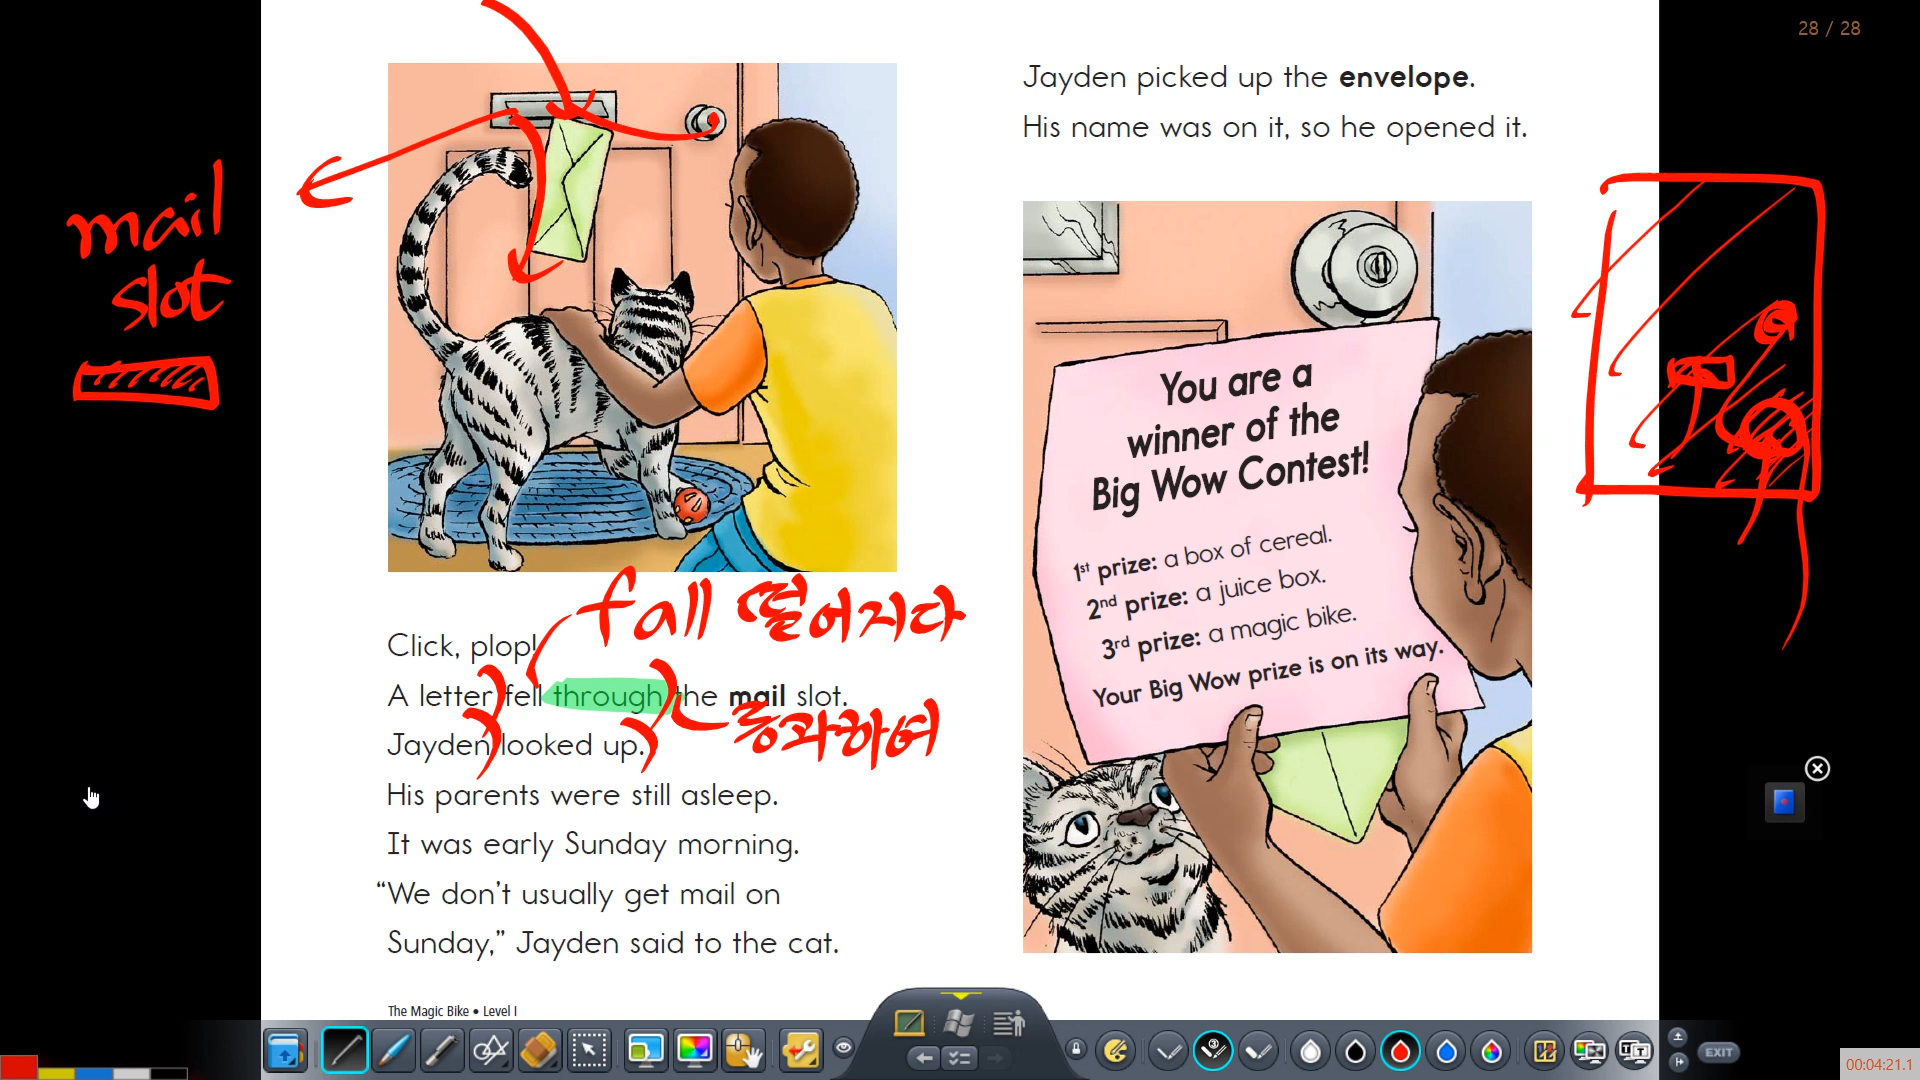 28 / 28
mail
slot
Click, plop!
A letter fell through the mail slot.
Jayden looked up.
His parents were still asleep.
It was early Sunday morning.
“We don’t usually get mail on
Sunday,” Jayden said to the cat.
fall 떨어지다
통과하여
The Magic Bike • Level I
Jayden picked up the envelope.
His name was on it, so he opened it.
You are a
winner of the
Big Wow Contest!
1st prize: a box of cereal.
2nd prize: a juice box.
3rd prize: a magic bike.
Your Big Wow prize is on its way.
EXIT
00:04:21.1